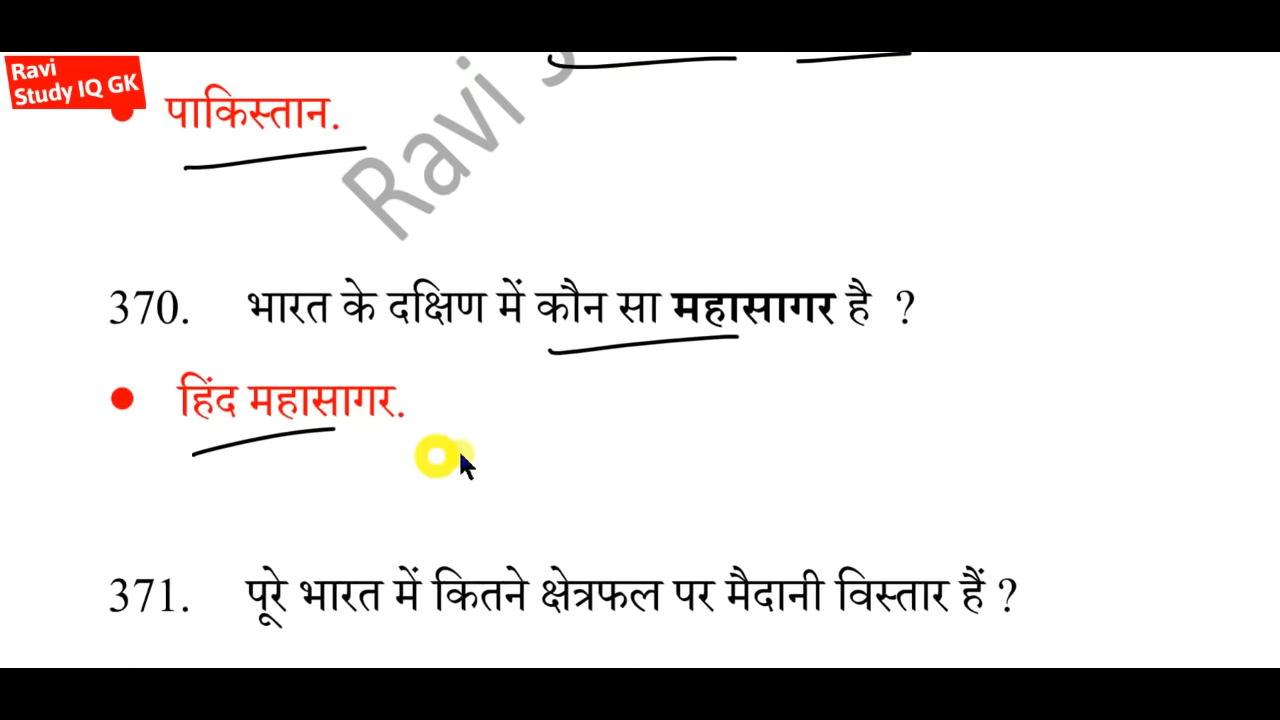 Ravi
Study IQ GK
पाकिस्तान.
Ravi
370. भारत के दक्षिण में कौन सा महासागर है ?
हिंद महासागर.
371. पूरे भारत में कितने क्षेत्रफल पर मैदानी विस्तार हैं ?